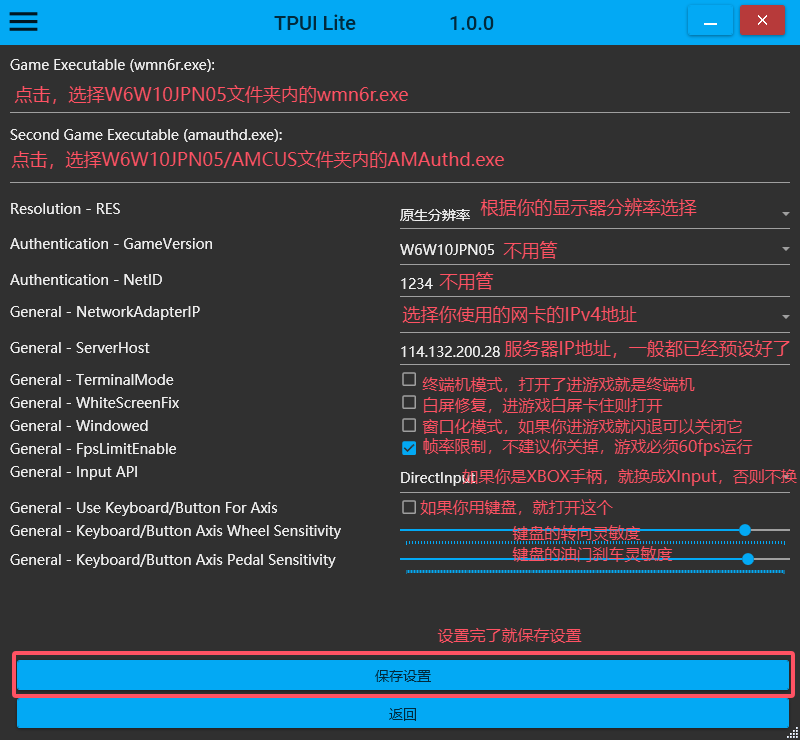 TPUI Lite 1.0.0
Game Executable (wmn6r.exe):
点击，选择W6W10JPN05文件夹内的wmn6r.exe
Second Game Executable (amauthd.exe):
点击，选择W6W10JPN05/AMCUS文件夹内的AMAuthd.exe
Resolution - RES 原生分辨率 根据你的显示器分辨率选择
Authentication - GameVersion W6W10JPN05 不用管
Authentication - NetID 1234 不用管
General - NetworkAdapterIP 选择你使用的网卡的IPv4地址
General - ServerHost 114.132.200.28 服务器IP地址，一般都已经预设好了
General - TerminalMode 终端机模式，打开了进游戏就是终端机
General - WhiteScreenFix 白屏修复，进游戏白屏卡住则打开
General - Windowed 窗口化模式，如果你进游戏就闪退可以关闭它
General - FpsLimitEnable 帧率限制，不建议你关掉，游戏必须60fps运行
General - Input API DirectInput 如果你是XBOX手柄，就换成XInput，否则不换
General - Use Keyboard/Button For Axis 如果你用键盘，就打开这个
General - Keyboard/Button Axis Wheel Sensitivity 键盘的转向灵敏度
General - Keyboard/Button Axis Pedal Sensitivity 键盘的油门刹车灵敏度
设置完了就保存设置
保存设置
返回